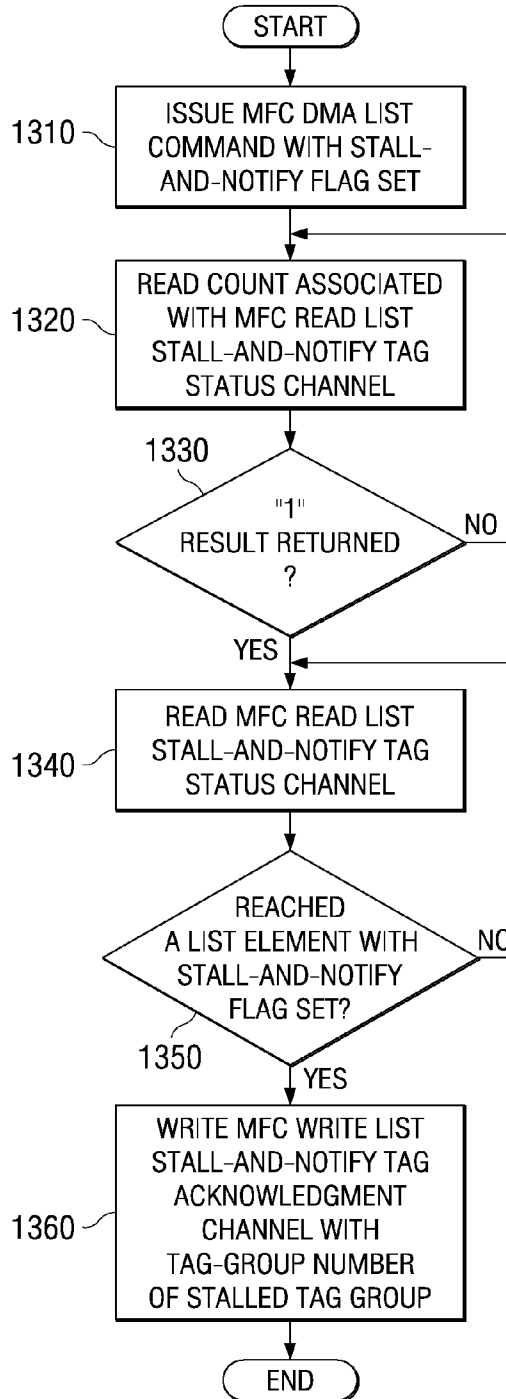 START
1310
ISSUE MFC DMA LIST
COMMAND WITH STALL-
AND-NOTIFY FLAG SET
1320
READ COUNT ASSOCIATED
WITH MFC READ LIST
STALL-AND-NOTIFY TAG
STATUS CHANNEL
1330
"1"
RESULT RETURNED
?
NO
YES
1340
READ MFC READ LIST
STALL-AND-NOTIFY TAG
STATUS CHANNEL
REACHED
A LIST ELEMENT WITH
STALL-AND-NOTIFY
FLAG SET?
NO
1350
YES
1360
WRITE MFC WRITE LIST
STALL-AND-NOTIFY TAG
ACKNOWLEDGMENT
CHANNEL WITH
TAG-GROUP NUMBER
OF STALLED TAG GROUP
END